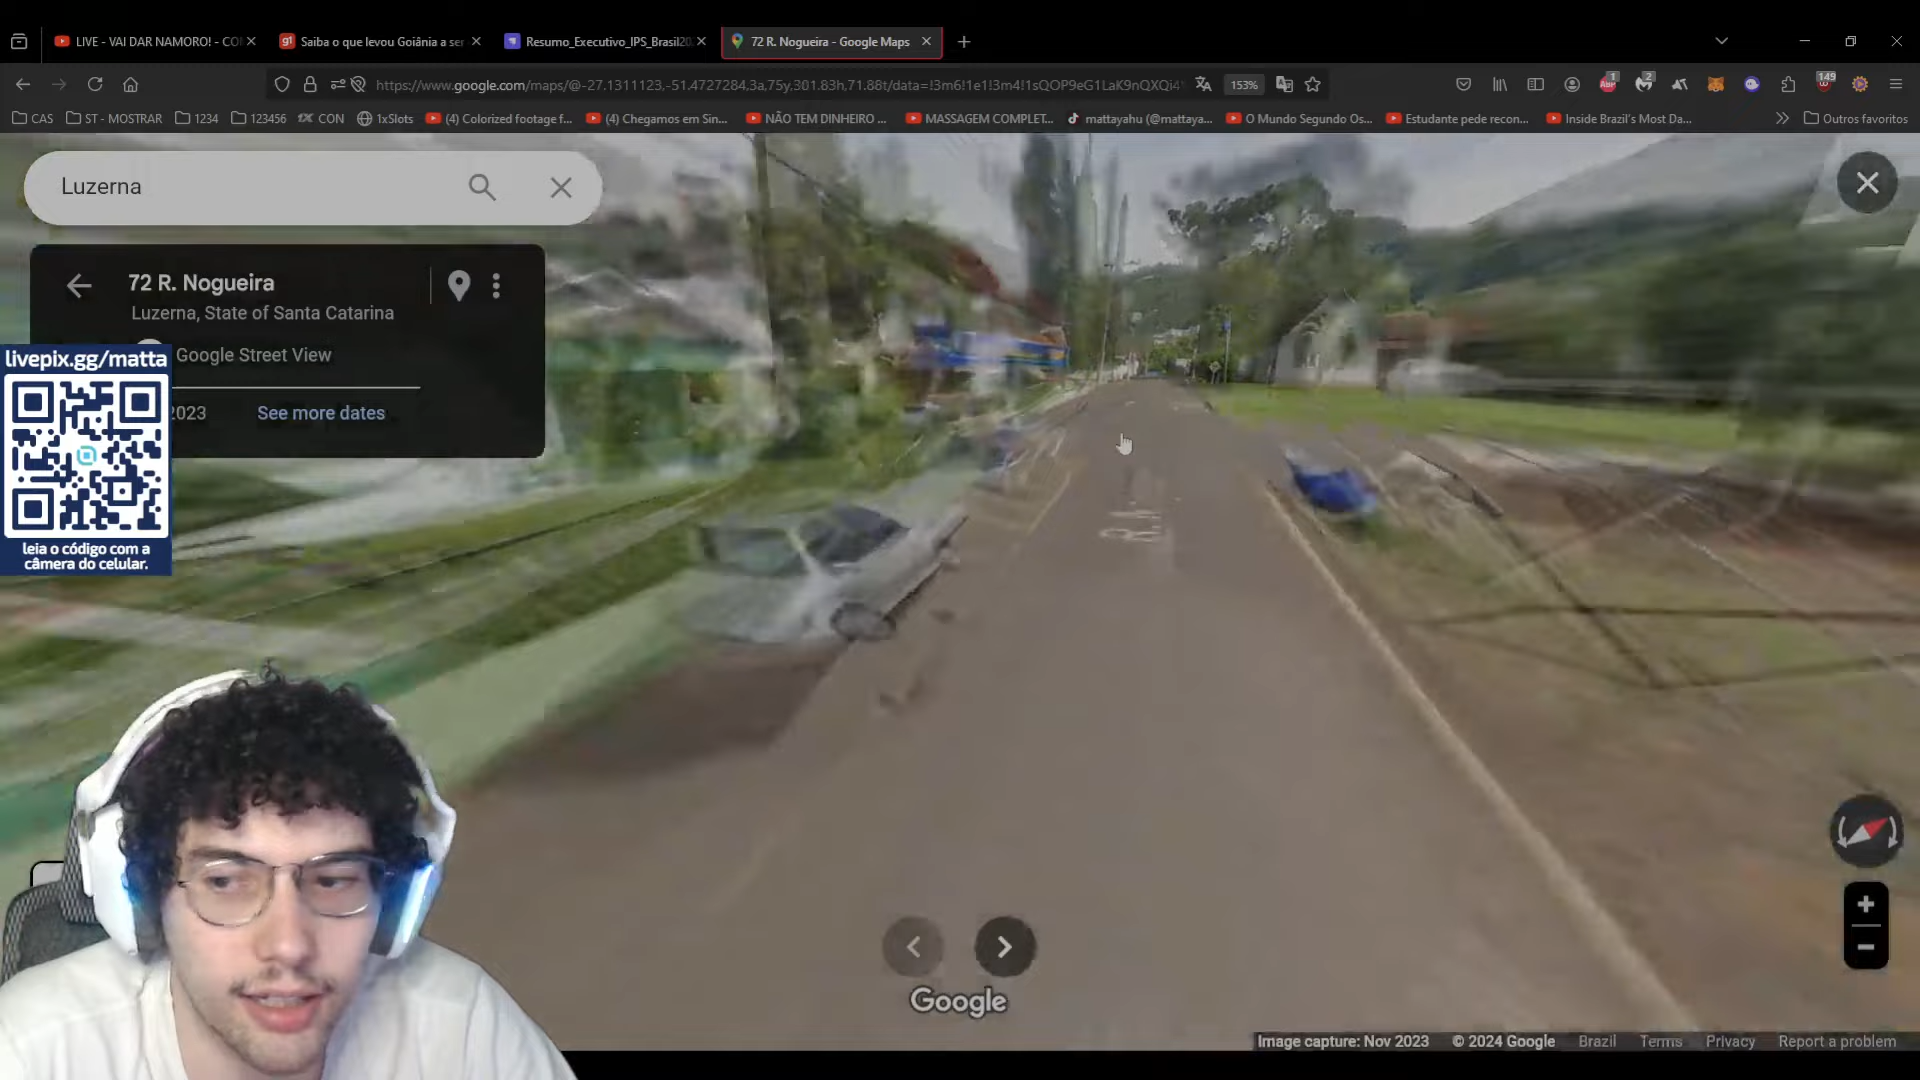 LIVE - VAI DAR NAMORO! - CO
Saiba o que levou Goiânia a ser
Resumo_Executivo_IPS_Brasil20
72 R. Nogueira - Google Maps
https://www.google.com/maps/@-27.1311123,-51.4727284,3a,75y,301.83h,71.88t/data=!3m6!1e1!3m4!1sQOP9eG1LaK9nQXQi4
153%
1
2
149
CAS
ST - MOSTRAR
1234
123456
CON
1xSlots
(4) Colorized footage f...
(4) Chegamos em Sin...
NÃO TEM DINHEIRO ...
MASSAGEM COMPLET...
mattayahu (@mattaya...
O Mundo Segundo Os...
Estudante pede recon...
Inside Brazil's Most Da...
Outros favoritos
Luzerna
72 R. Nogueira
Luzerna, State of Santa Catarina
Google Street View
2023
See more dates
livepix.gg/matta
leia o código com a
câmera do celular.
Google
Image capture: Nov 2023
© 2024 Google
Brazil
Terms
Privacy
Report a problem